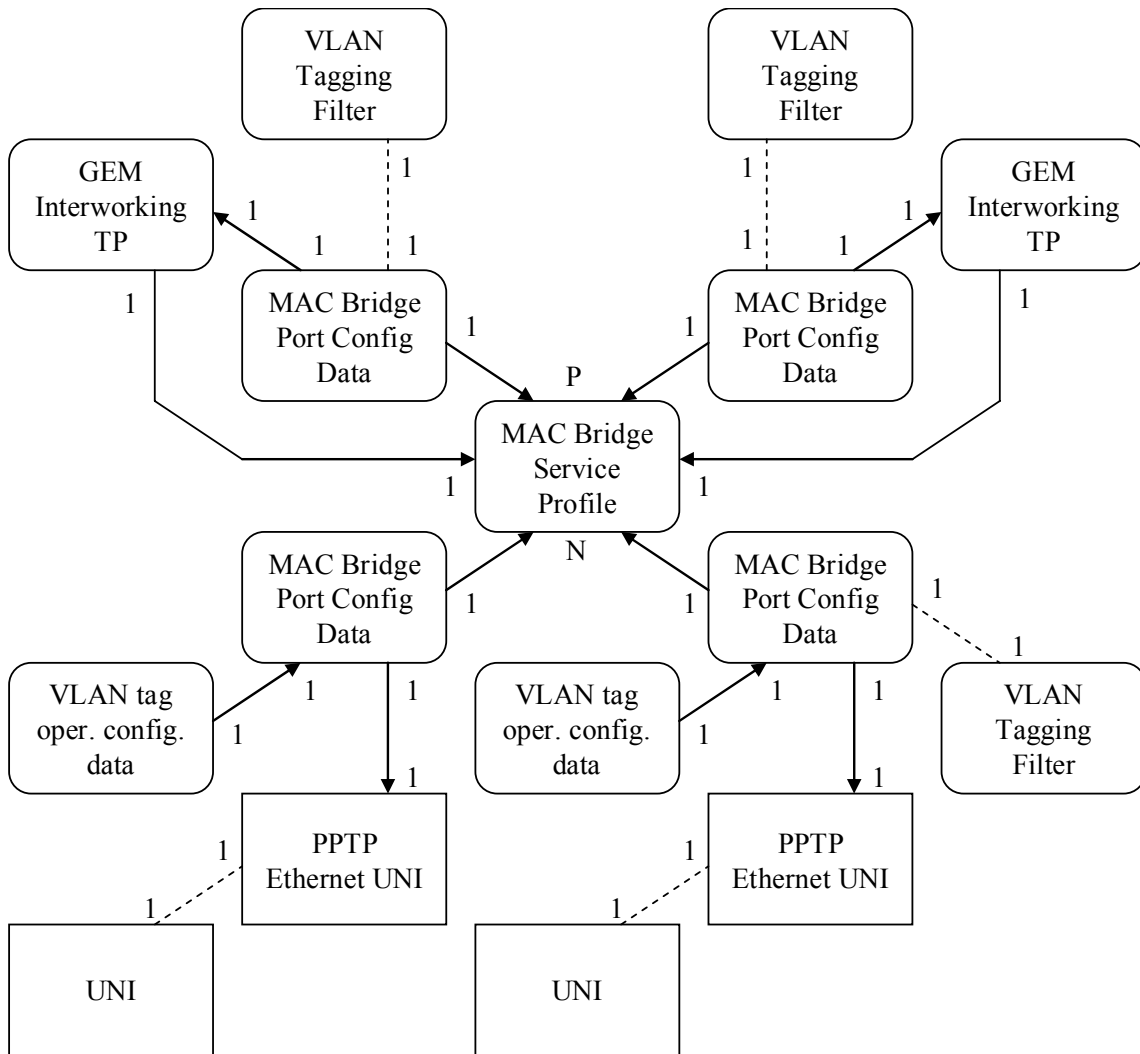 VLAN
Tagging
Filter
VLAN
Tagging
Filter
1
1
GEM
Interworking
TP
GEM
Interworking
TP
1
1
1
1
1
1
1
MAC Bridge
Port Config
Data
MAC Bridge
Port Config
Data
1
1
1
1
P
MAC Bridge
Service
Profile
1
1
N
MAC Bridge
Port Config
Data
MAC Bridge
Port Config
Data
1
1
1
1
VLAN tag
oper. config.
data
1
1
1
VLAN tag
oper. config.
data
1
1
1
VLAN
Tagging
Filter
1
1
PPTP
Ethernet UNI
PPTP
Ethernet UNI
1
1
1
1
UNI
UNI